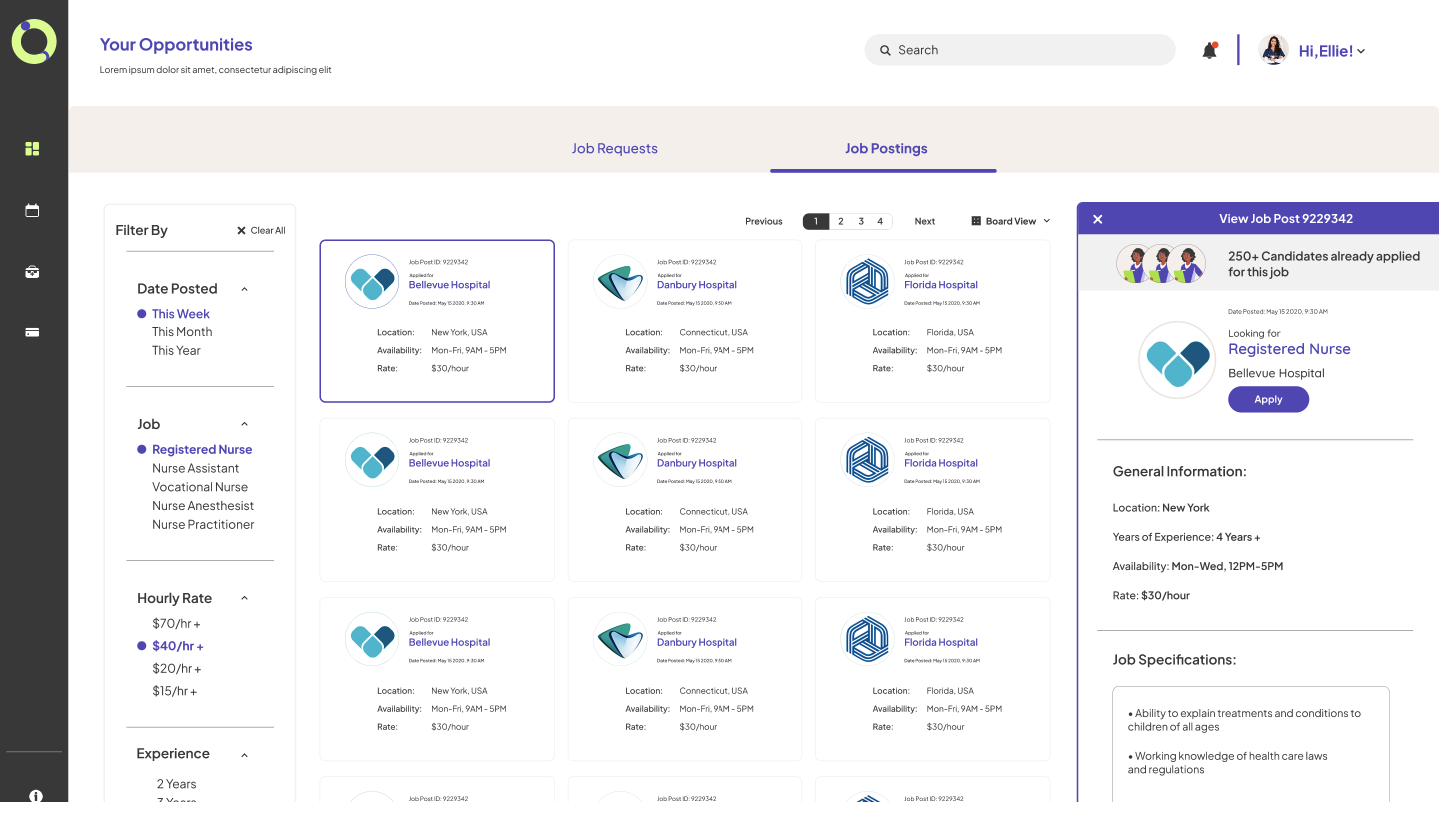 Your Opportunities
Lorem ipsum dolor sit amet, consectetur adipiscing elit
Search
Hi,Ellie!
Job Requests
Job Postings
Filter By
Clear All
Date Posted
This Week
This Month
This Year
Job
Registered Nurse
Nurse Assistant
Vocational Nurse
Nurse Anesthesist
Nurse Practitioner
Hourly Rate
$70/hr +
$40/hr +
$20/hr +
$15/hr +
Experience
2 Years
3 Years
Previous 1 2 3 4 Next
Board View
Job Post ID: 9229342
Applied for
Bellevue Hospital
Date Posted: May 15 2020, 9:30 AM
Location: New York, USA
Availability: Mon-Fri, 9AM - 5PM
Rate: $30/hour
Job Post ID: 9229342
Applied for
Danbury Hospital
Date Posted: May 15 2020, 9:30 AM
Location: Connecticut, USA
Availability: Mon-Fri, 9AM - 5PM
Rate: $30/hour
Job Post ID: 9229342
Applied for
Florida Hospital
Date Posted: May 15 2020, 9:30 AM
Location: Florida, USA
Availability: Mon-Fri, 9AM - 5PM
Rate: $30/hour
Job Post ID: 9229342
Applied for
Bellevue Hospital
Date Posted: May 15 2020, 9:30 AM
Location: New York, USA
Availability: Mon-Fri, 9AM - 5PM
Rate: $30/hour
Job Post ID: 9229342
Applied for
Danbury Hospital
Date Posted: May 15 2020, 9:30 AM
Location: Connecticut, USA
Availability: Mon-Fri, 9AM - 5PM
Rate: $30/hour
Job Post ID: 9229342
Applied for
Florida Hospital
Date Posted: May 15 2020, 9:30 AM
Location: Florida, USA
Availability: Mon-Fri, 9AM - 5PM
Rate: $30/hour
Job Post ID: 9229342
Applied for
Bellevue Hospital
Date Posted: May 15 2020, 9:30 AM
Location: New York, USA
Availability: Mon-Fri, 9AM - 5PM
Rate: $30/hour
Job Post ID: 9229342
Applied for
Danbury Hospital
Date Posted: May 15 2020, 9:30 AM
Location: Connecticut, USA
Availability: Mon-Fri, 9AM - 5PM
Rate: $30/hour
Job Post ID: 9229342
Applied for
Florida Hospital
Date Posted: May 15 2020, 9:30 AM
Location: Florida, USA
Availability: Mon-Fri, 9AM - 5PM
Rate: $30/hour
Job Post ID: 9229342
Job Post ID: 9229342
Job Post ID: 9229342
View Job Post 9229342
250+ Candidates already applied
for this job
Date Posted: May 15 2020, 9:30 AM
Looking for
Registered Nurse
Bellevue Hospital
Apply
General Information:
Location: New York
Years of Experience: 4 Years +
Availability: Mon-Wed, 12PM-5PM
Rate: $30/hour
Job Specifications:
• Ability to explain treatments and conditions to
children of all ages
• Working knowledge of health care laws
and regulations